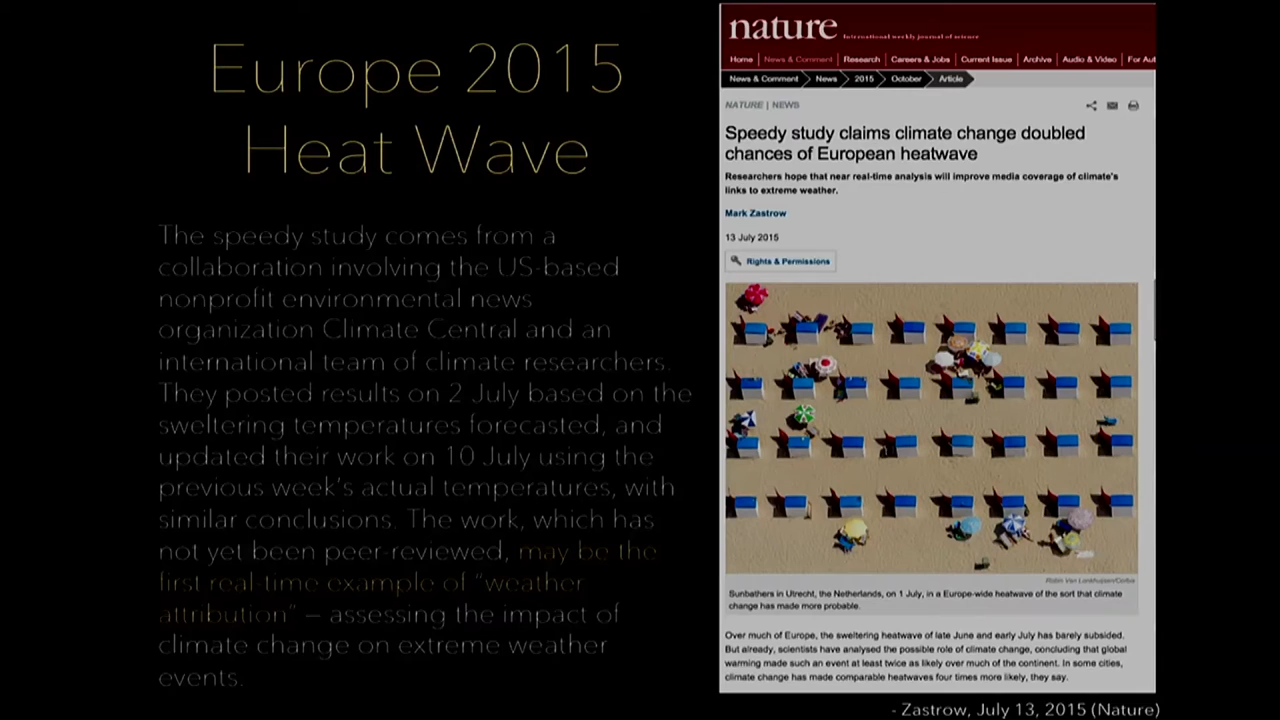 Europe 2015
Heat Wave
The speedy study comes from a
collaboration involving the US-based
nonprofit environmental news
organization Climate Central and an
international team of climate researchers.
They posted results on 2 July based on the
sweltering temperatures forecasted, and
updated their work on 10 July using the
previous week's actual temperatures, with
similar conclusions. The work, which has
not yet been peer-reviewed, may be the
first real-time example of “weather
attribution” – assessing the impact of
climate change on extreme weather
events.
nature International weekly journal of science
Home News & Comment Research Careers & Jobs Current Issue Archive Audio & Video For Aut
News & Comment News 2015 October Article
NATURE | NEWS
Speedy study claims climate change doubled
chances of European heatwave
Researchers hope that near real-time analysis will improve media coverage of climate's
links to extreme weather.
Mark Zastrow
13 July 2015
Rights & Permissions
Robin Van Lonkhuijsen/Corbis
Sunbathers in Utrecht, the Netherlands, on 1 July, in a Europe-wide heatwave of the sort that climate
change has made more probable.
Over much of Europe, the sweltering heatwave of late June and early July has barely subsided.
But already, scientists have analysed the possible role of climate change, concluding that global
warming made such an event at least twice as likely over much of the continent. In some cities,
climate change has made comparable heatwaves four times more likely, they say.
- Zastrow, July 13, 2015 (Nature)